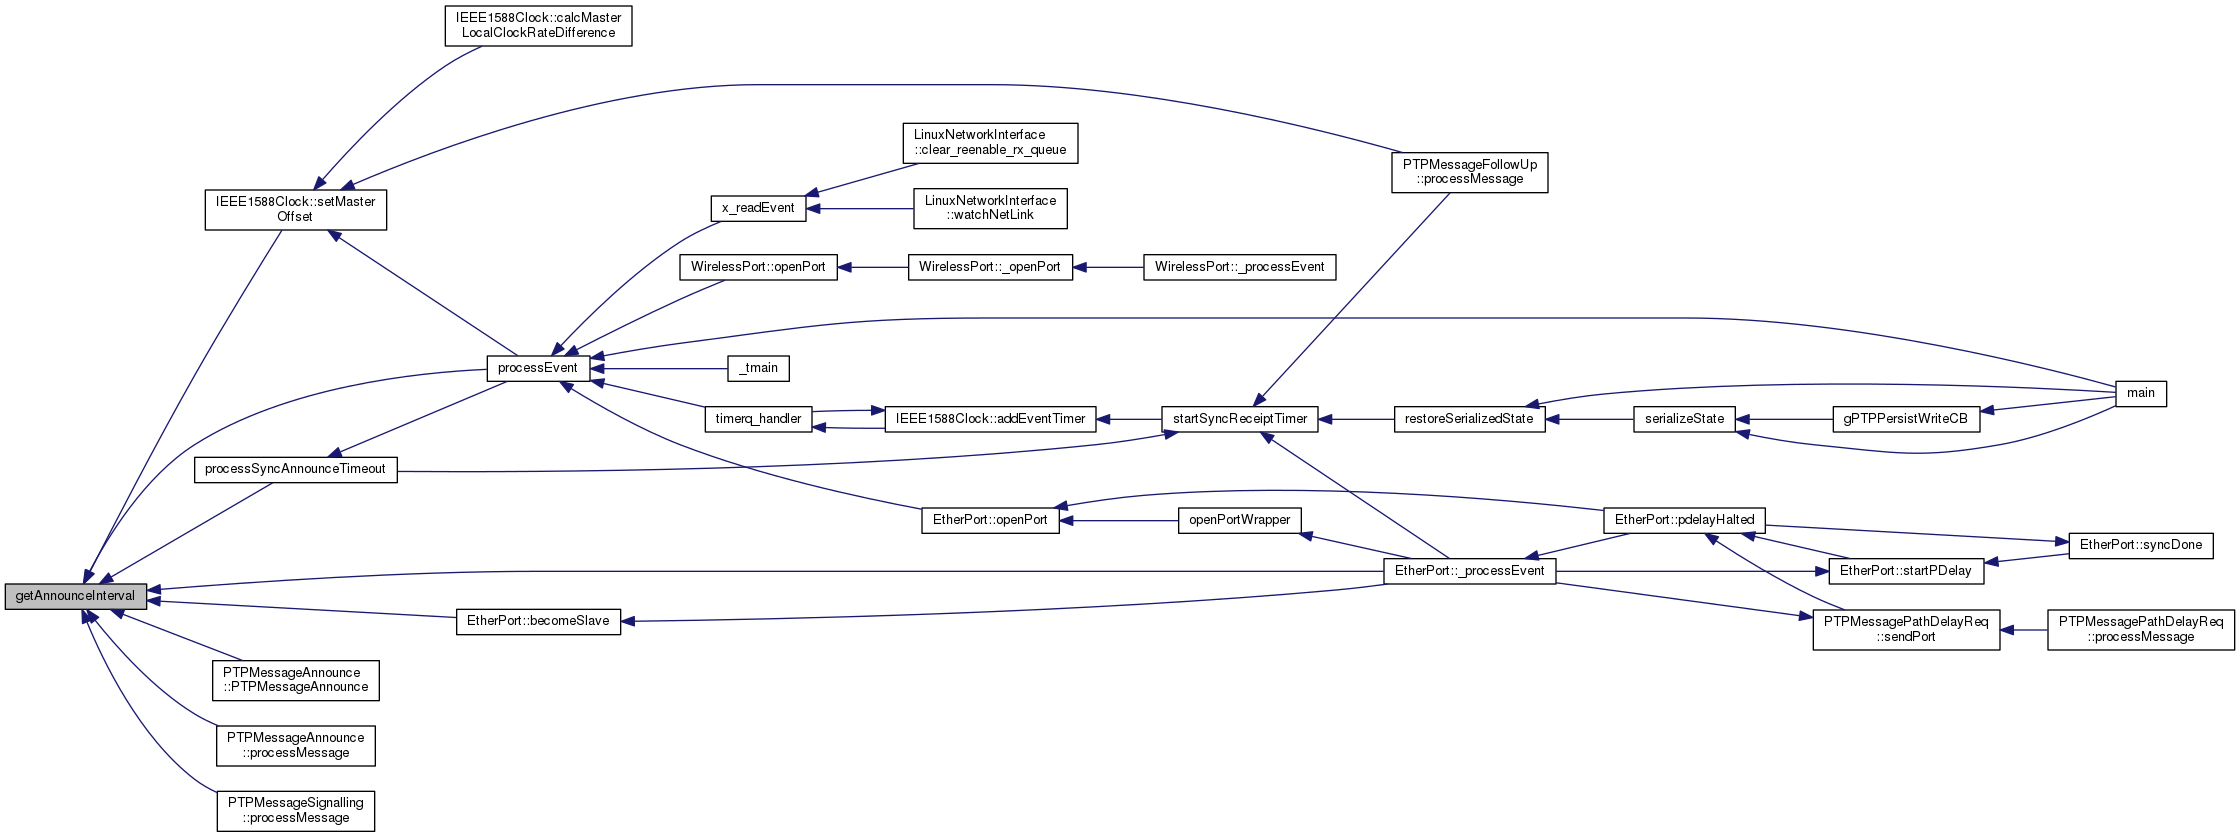 IEEE1588Clock::calcMaster
LocalClockRateDifference
LinuxNetworkInterface
::clear_reenable_rx_queue
PTPMessageFollowUp
::processMessage
IEEE1588Clock::setMaster
Offset
x_readEvent
LinuxNetworkInterface
::watchNetLink
WirelessPort::openPort
WirelessPort::_openPort
WirelessPort::_processEvent
processEvent
_tmain
main
timerq_handler
IEEE1588Clock::addEventTimer
startSyncReceiptTimer
restoreSerializedState
serializeState
gPTPPersistWriteCB
processSyncAnnounceTimeout
EtherPort::openPort
openPortWrapper
EtherPort::pdelayHalted
EtherPort::syncDone
EtherPort::_processEvent
EtherPort::startPDelay
getAnnounceInterval
EtherPort::becomeSlave
PTPMessagePathDelayReq
::sendPort
PTPMessagePathDelayReq
::processMessage
PTPMessageAnnounce
::PTPMessageAnnounce
PTPMessageAnnounce
::processMessage
PTPMessageSignalling
::processMessage